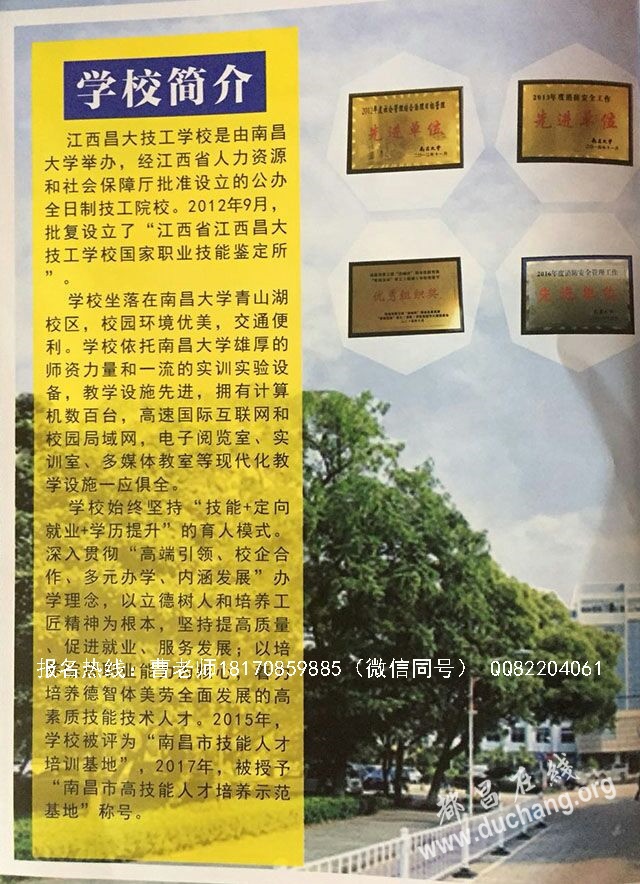 学校简介
江西昌大技工学校是由南昌
大学举办，经江西省人力资源
和社会保障厅批准设立的公办
全日制技工院校。2012年9月，
批复设立了“江西省江西昌大
技工学校国家职业技能鉴定所
”。
学校坐落在南昌大学青山湖
校区，校园环境优美，交通便
利。学校依托南昌大学雄厚的
师资力量和一流的实训实验设
备，教学设施先进，拥有计算
机数百台，高速国际互联网和
校园局域网，电子阅览室、实
训室、多媒体教室等现代化教
学设施一应俱全。
学校始终坚持“技能+定向
就业+学历提升”的育人模式。
深入贯彻“高端引领、校企合
作、多元办学、内涵发展”办
学理念，以立德树人和培养工
匠精神为根本，坚持提高质量
、促进就业、服务发展；以培
报名热线：曹老师18170859885（微信同号） QQ82204061
培养德智体美劳全面发展的高
素质技能技术人才。2015年，
学校被评为“南昌市技能人才
培训基地”，2017年，被授予
“南昌市高技能人才培养示范
基地”称号。
先进单位
南昌大学
2013年度消防安全工作
先进单位
南昌大学
优秀组织奖
2016年度消防安全管理工作
先进单位
都昌在线
www.duchang.org